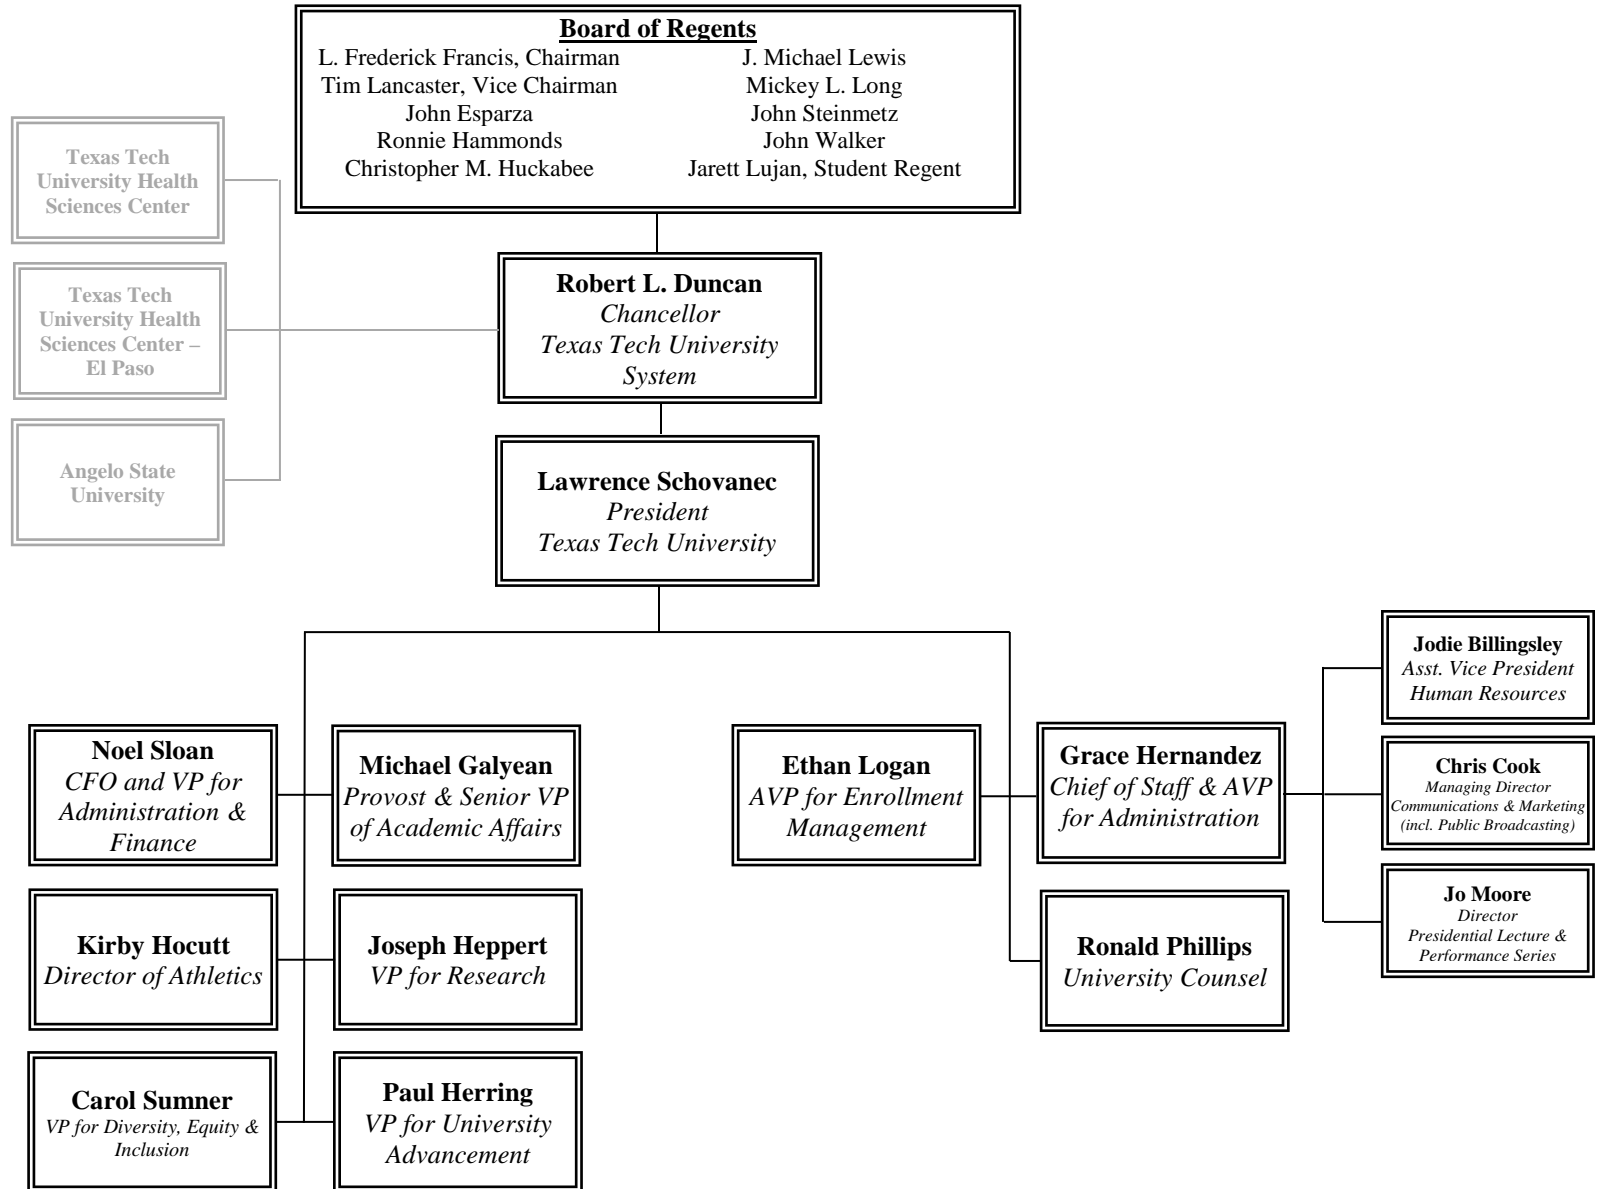 Board of Regents
L. Frederick Francis, Chairman
Tim Lancaster, Vice Chairman
John Esparza
Ronnie Hammonds
Christopher M. Huckabee
J. Michael Lewis
Mickey L. Long
John Steinmetz
John Walker
Jarett Lujan, Student Regent
Texas Tech
University Health
Sciences Center
Texas Tech
University Health
Sciences Center –
El Paso
Angelo State
University
Robert L. Duncan
Chancellor
Texas Tech University
System
Lawrence Schovanec
President
Texas Tech University
Noel Sloan
CFO and VP for
Administration &
Finance
Michael Galyean
Provost & Senior VP
of Academic Affairs
Kirby Hocutt
Director of Athletics
Joseph Heppert
VP for Research
Carol Sumner
VP for Diversity, Equity &
Inclusion
Paul Herring
VP for University
Advancement
Ethan Logan
AVP for Enrollment
Management
Grace Hernandez
Chief of Staff & AVP
for Administration
Ronald Phillips
University Counsel
Jodie Billingsley
Asst. Vice President
Human Resources
Chris Cook
Managing Director
Communications & Marketing
(incl. Public Broadcasting)
Jo Moore
Director
Presidential Lecture &
Performance Series